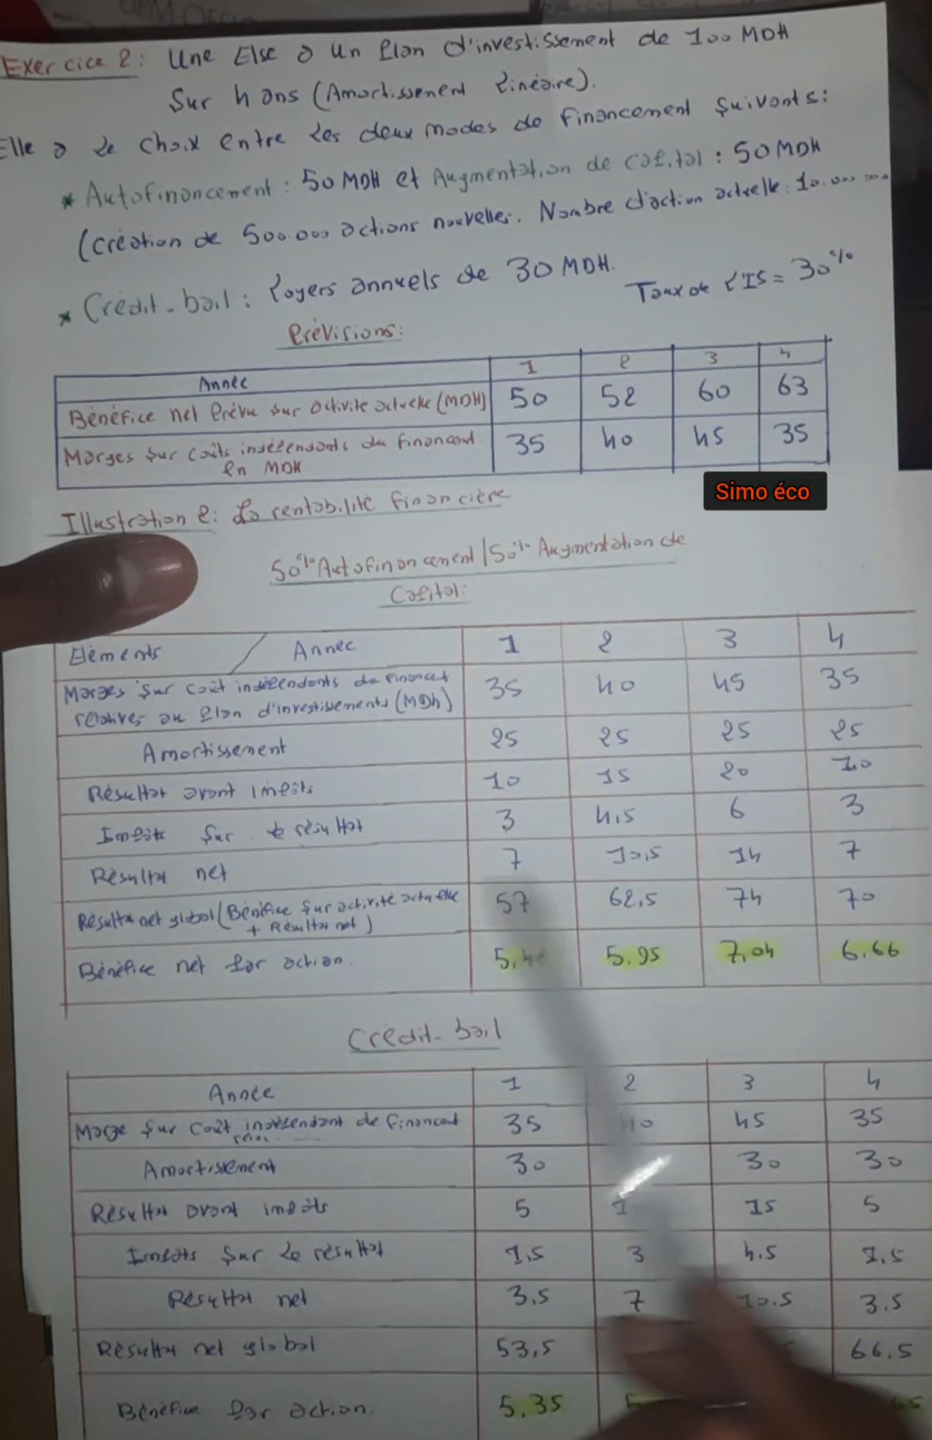 Exercice 2: Une Else a un plan d'investissement de 100 MDH
Sur 4 ans (Amortissement linéaire).
Elle a le choix entre les deux modes de financement suivants:
* Autofinancement: 50 MDH et Augmentation de capital: 50 MDH
(création de 500.000 actions nouvelles. Nombre d'action actuelle: 10.000.000
* Crédit-bail: loyers annuels de 30 MDH. Taux de l'IS = 30%
Prévisions:
Année 1 2 3 4
Bénéfice net Prévu sur activité actuelle (MDH) 50 52 60 63
Marges sur coûts indépendants du financent en MDH 35 40 45 35
Simo éco
Illustration 2: La rentabilité financière
50% Autofinancement / 50% Augmentation de
Capital:
Eléments / Année 1 2 3 4
Marges sur coût indépendants du financet
relatives au plan d'investissements (MDh) 35 40 45 35
Amortissement 25 25 25 25
Résultat avant impôts 10 15 20 10
Impôts sur le résultat 3 4,5 6 3
Résultat net 7 10,5 14 7
Résultat net global (Bénéfice sur activité actuelle
+ Résultat net) 57 62,5 74 70
Bénéfice net par action. 5,42 5.95 7,04 6,66
Crédit-bail
Année 1 2 3 4
Marge sur coût indépendant de financent 35 40 45 35
Amortissement 30 30 30
Résultat avant impôts 5 15 5
Impôts sur le résultat 1,5 3 4.5 1,5
Résultat net 3,5 7 10.5 3.5
Résultat net global 53,5 66.5
Bénéfice par action. 5.35